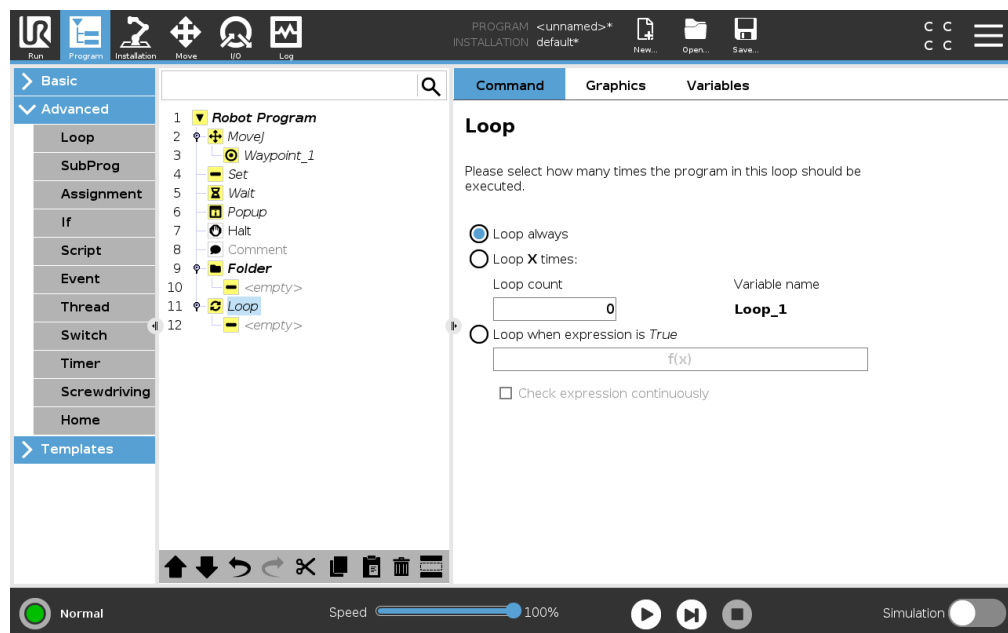 PROGRAM <unnamed>*
INSTALLATION default*
UR
Run
Program
Installation
Move
I/O
Log
New...
Open...
Save...
C C
C C
Basic
Advanced
Loop
SubProg
Assignment
If
Script
Event
Thread
Switch
Timer
Screwdriving
Home
Templates
1 Robot Program
2 MoveJ
3 Waypoint_1
4 Set
5 Wait
6 Popup
7 Halt
8 Comment
9 Folder
10 <empty>
11 Loop
12 <empty>
Command Graphics Variables
Loop
Please select how many times the program in this loop should be
executed.
Loop always
Loop X times:
Loop count Variable name
0 Loop_1
Loop when expression is True
f(x)
Check expression continuously
Normal
Speed 100%
Simulation